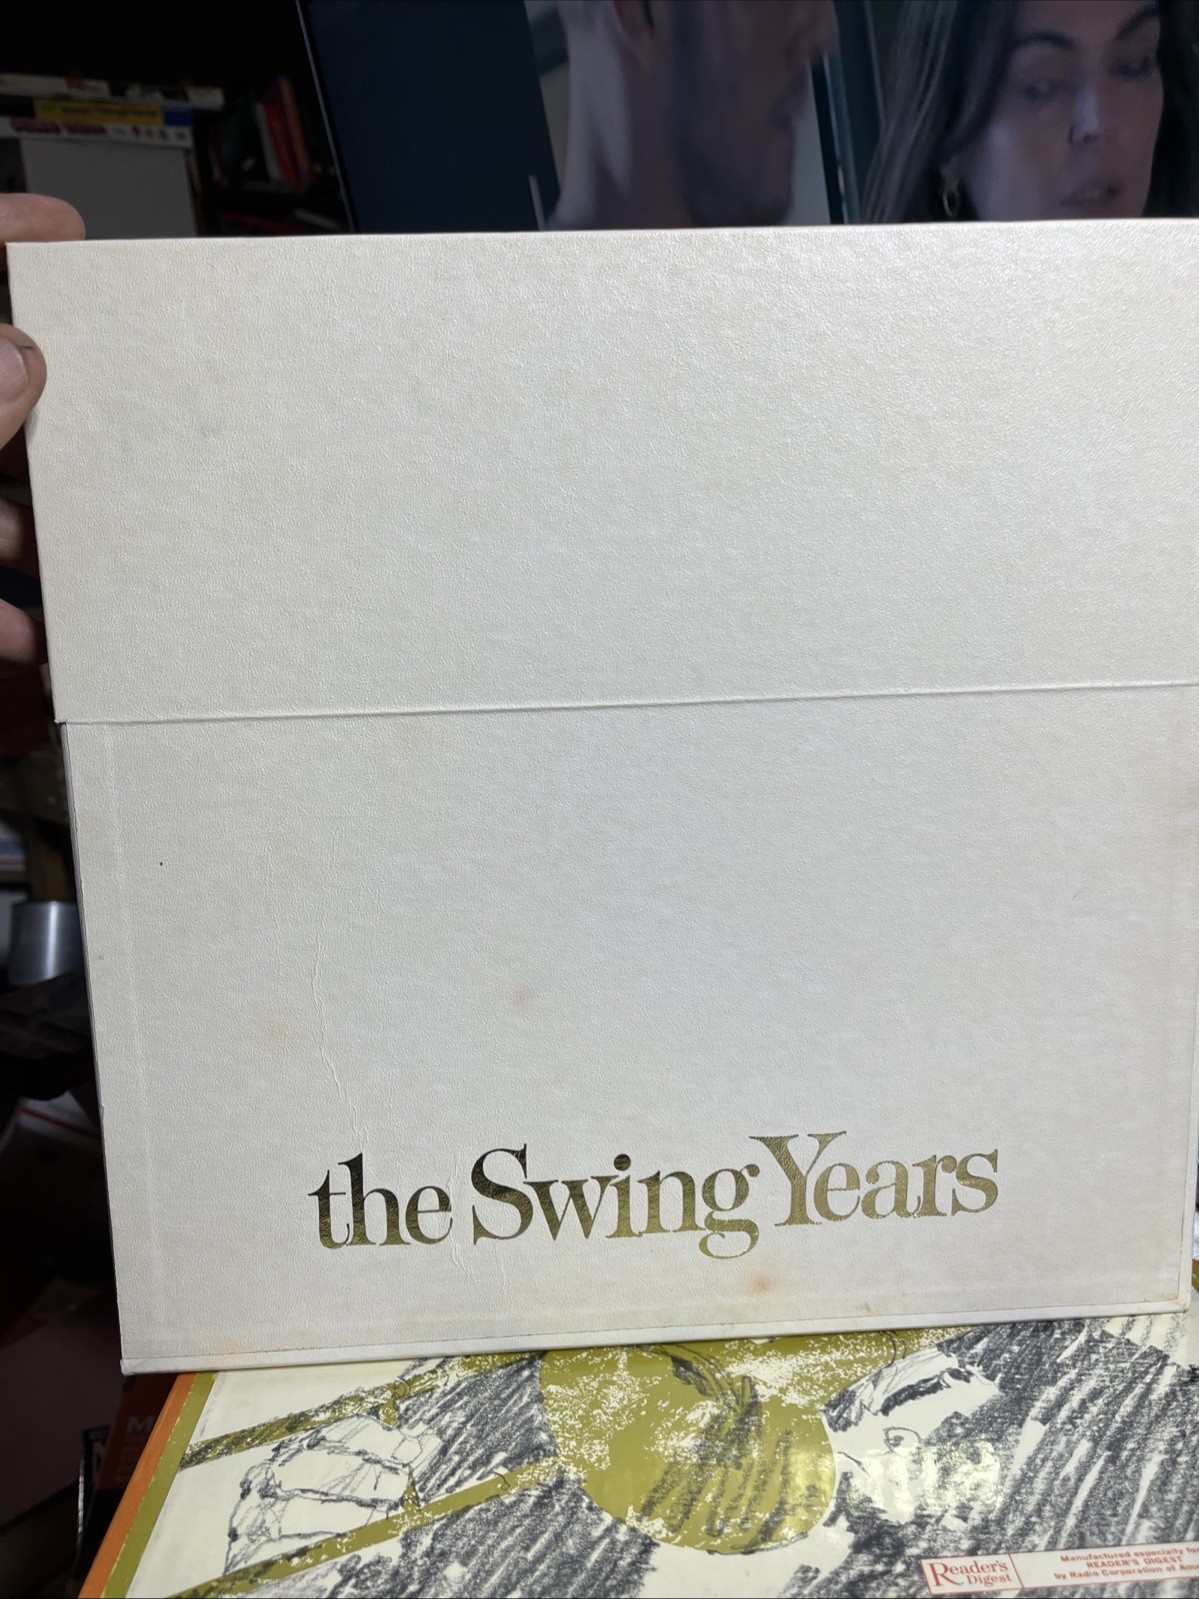 the Swing Years
Reader's
Digest
Manufactured especially for
READER'S DIGEST
by Radio Corporation of